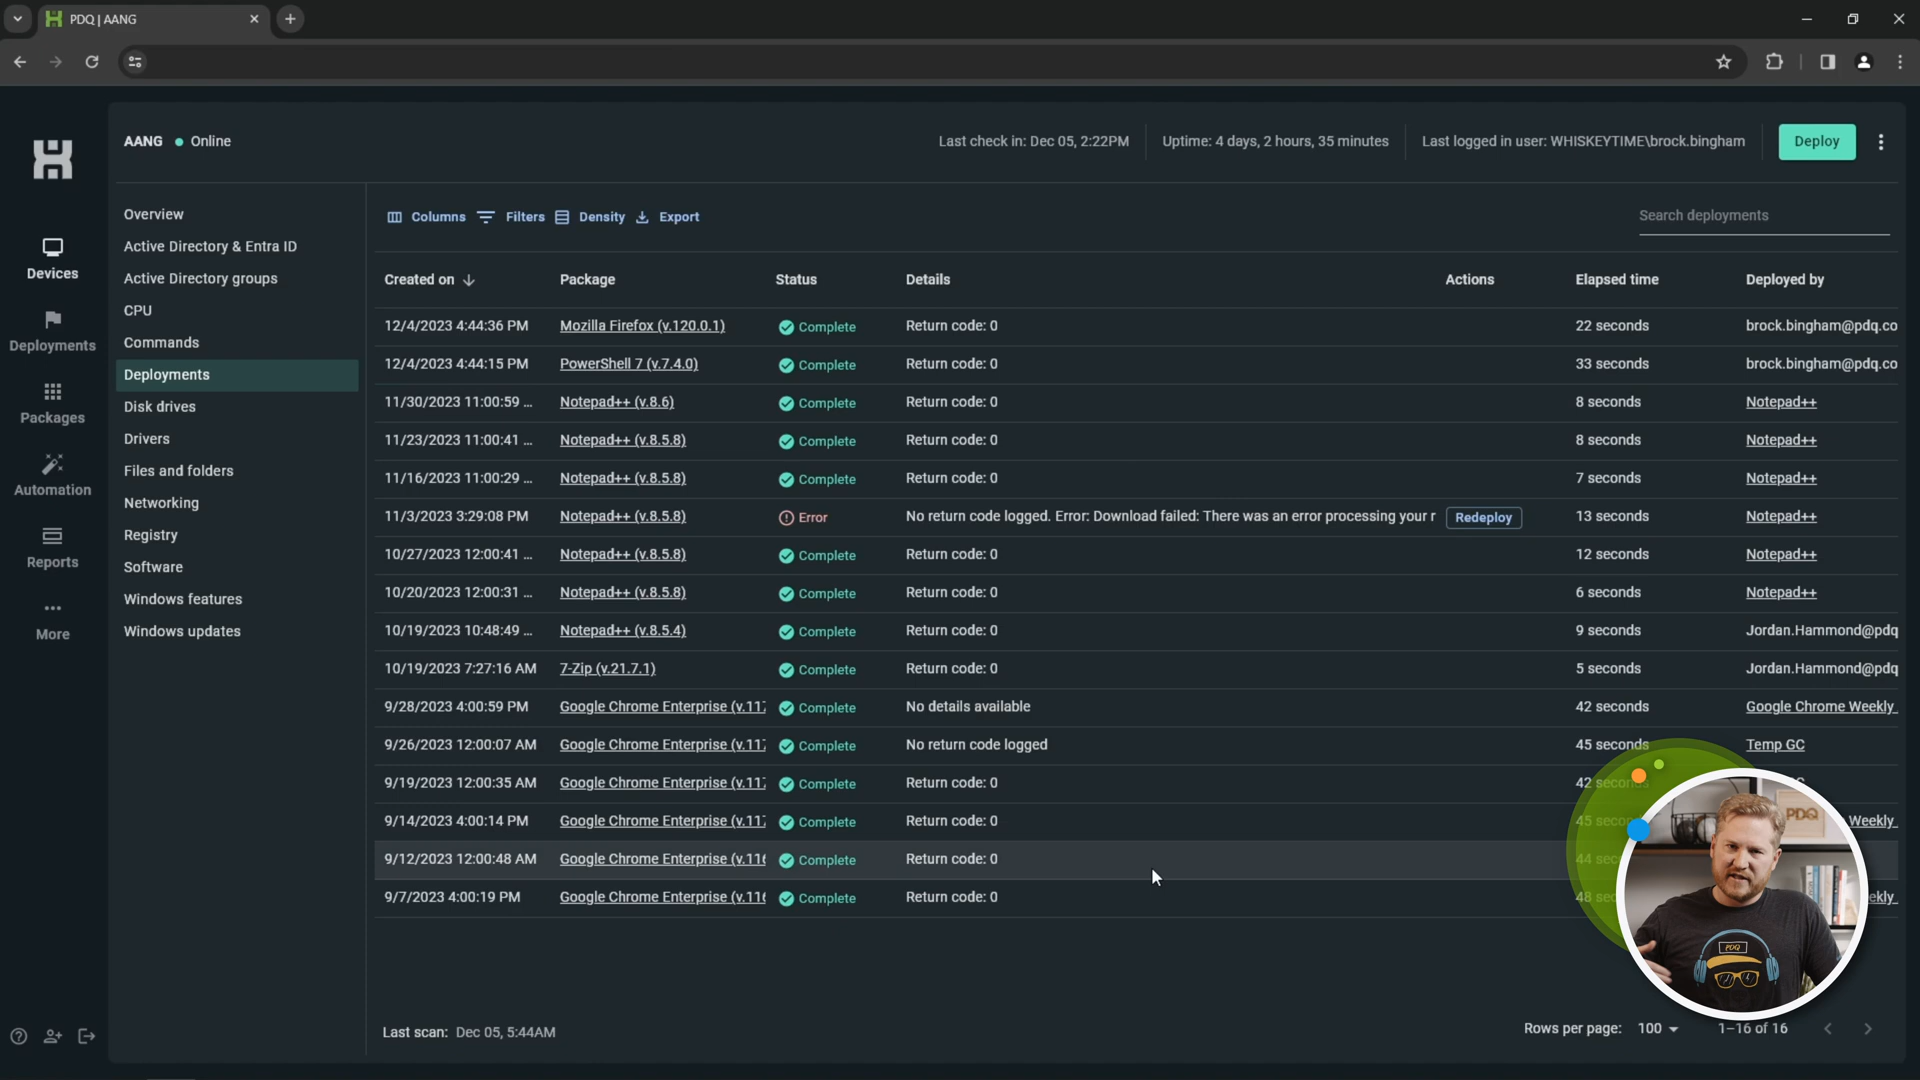 PDQ | AANG
AANG Online Last check in: Dec 05, 2:22PM Uptime: 4 days, 2 hours, 35 minutes Last logged in user: WHISKEYTIME\brock.bingham Deploy
Devices
Deployments
Packages
Automation
Reports
More
Overview
Active Directory & Entra ID
Active Directory groups
CPU
Commands
Deployments
Disk drives
Drivers
Files and folders
Networking
Registry
Software
Windows features
Windows updates
Columns Filters Density Export Search deployments
Created on Package Status Details Actions Elapsed time Deployed by
12/4/2023 4:44:36 PM Mozilla Firefox (v.120.0.1) Complete Return code: 0 22 seconds brock.bingham@pdq.co
12/4/2023 4:44:15 PM PowerShell 7 (v.7.4.0) Complete Return code: 0 33 seconds brock.bingham@pdq.co
11/30/2023 11:00:59 ... Notepad++ (v.8.6) Complete Return code: 0 8 seconds Notepad++
11/23/2023 11:00:41 ... Notepad++ (v.8.5.8) Complete Return code: 0 8 seconds Notepad++
11/16/2023 11:00:29 ... Notepad++ (v.8.5.8) Complete Return code: 0 7 seconds Notepad++
11/3/2023 3:29:08 PM Notepad++ (v.8.5.8) Error No return code logged. Error: Download failed: There was an error processing your r Redeploy 13 seconds Notepad++
10/27/2023 12:00:41 ... Notepad++ (v.8.5.8) Complete Return code: 0 12 seconds Notepad++
10/20/2023 12:00:31 ... Notepad++ (v.8.5.8) Complete Return code: 0 6 seconds Notepad++
10/19/2023 10:48:49 ... Notepad++ (v.8.5.4) Complete Return code: 0 9 seconds Jordan.Hammond@pdq
10/19/2023 7:27:16 AM 7-Zip (v.21.7.1) Complete Return code: 0 5 seconds Jordan.Hammond@pdq
9/28/2023 4:00:59 PM Google Chrome Enterprise (v.117 Complete No details available 42 seconds Google Chrome Weekly
9/26/2023 12:00:07 AM Google Chrome Enterprise (v.117 Complete No return code logged 45 seconds Temp GC
9/19/2023 12:00:35 AM Google Chrome Enterprise (v.117 Complete Return code: 0 42 seconds
9/14/2023 4:00:14 PM Google Chrome Enterprise (v.117 Complete Return code: 0 45 Weekly
9/12/2023 12:00:48 AM Google Chrome Enterprise (v.116 Complete Return code: 0 44
9/7/2023 4:00:19 PM Google Chrome Enterprise (v.116 Complete Return code: 0 48
PDQ
PDQ
Last scan: Dec 05, 5:44AM Rows per page: 100 1–16 of 16